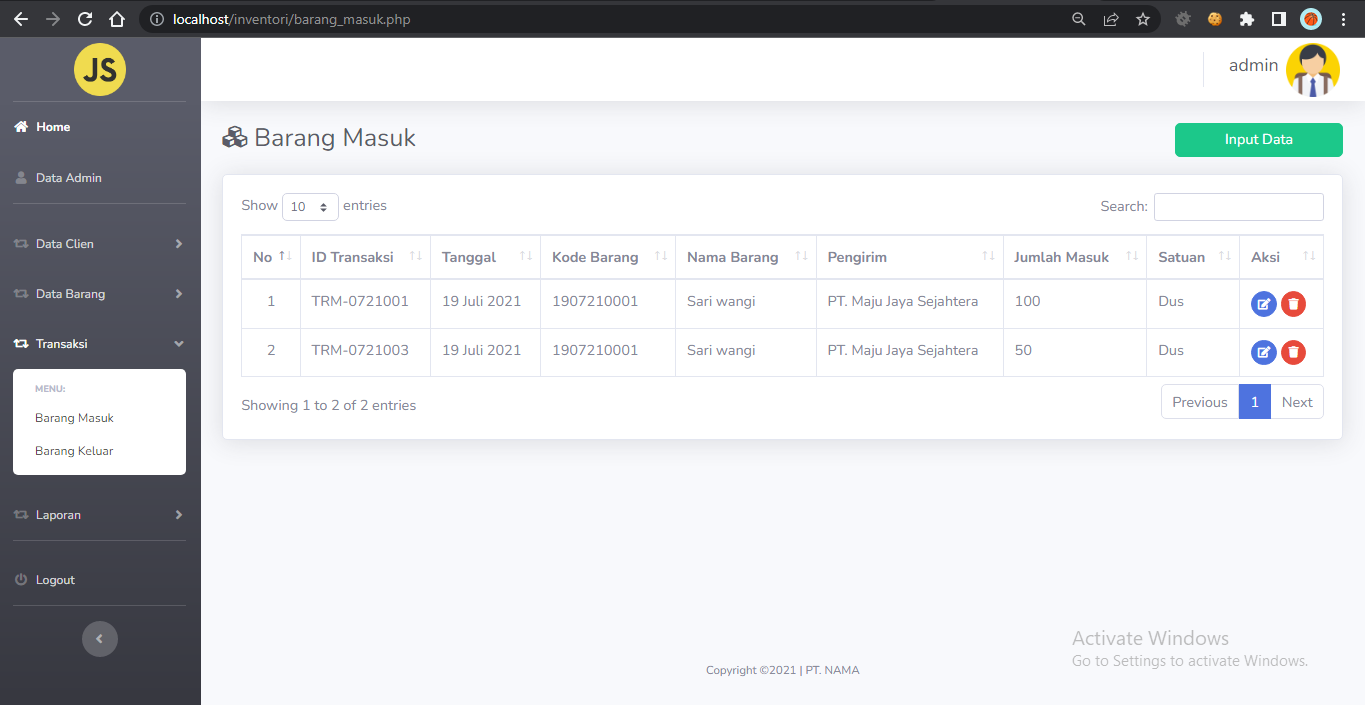 localhost/inventori/barang_masuk.php
JS
Home
Data Admin
Data Clien
Data Barang
Transaksi
MENU:
Barang Masuk
Barang Keluar
Laporan
Logout
admin
Barang Masuk
Input Data
Show 10 entries
Search:
No ID Transaksi Tanggal Kode Barang Nama Barang Pengirim Jumlah Masuk Satuan Aksi
1 TRM-0721001 19 Juli 2021 1907210001 Sari wangi PT. Maju Jaya Sejahtera 100 Dus
2 TRM-0721003 19 Juli 2021 1907210001 Sari wangi PT. Maju Jaya Sejahtera 50 Dus
Showing 1 to 2 of 2 entries
Previous 1 Next
Activate Windows
Go to Settings to activate Windows.
Copyright ©2021 | PT. NAMA